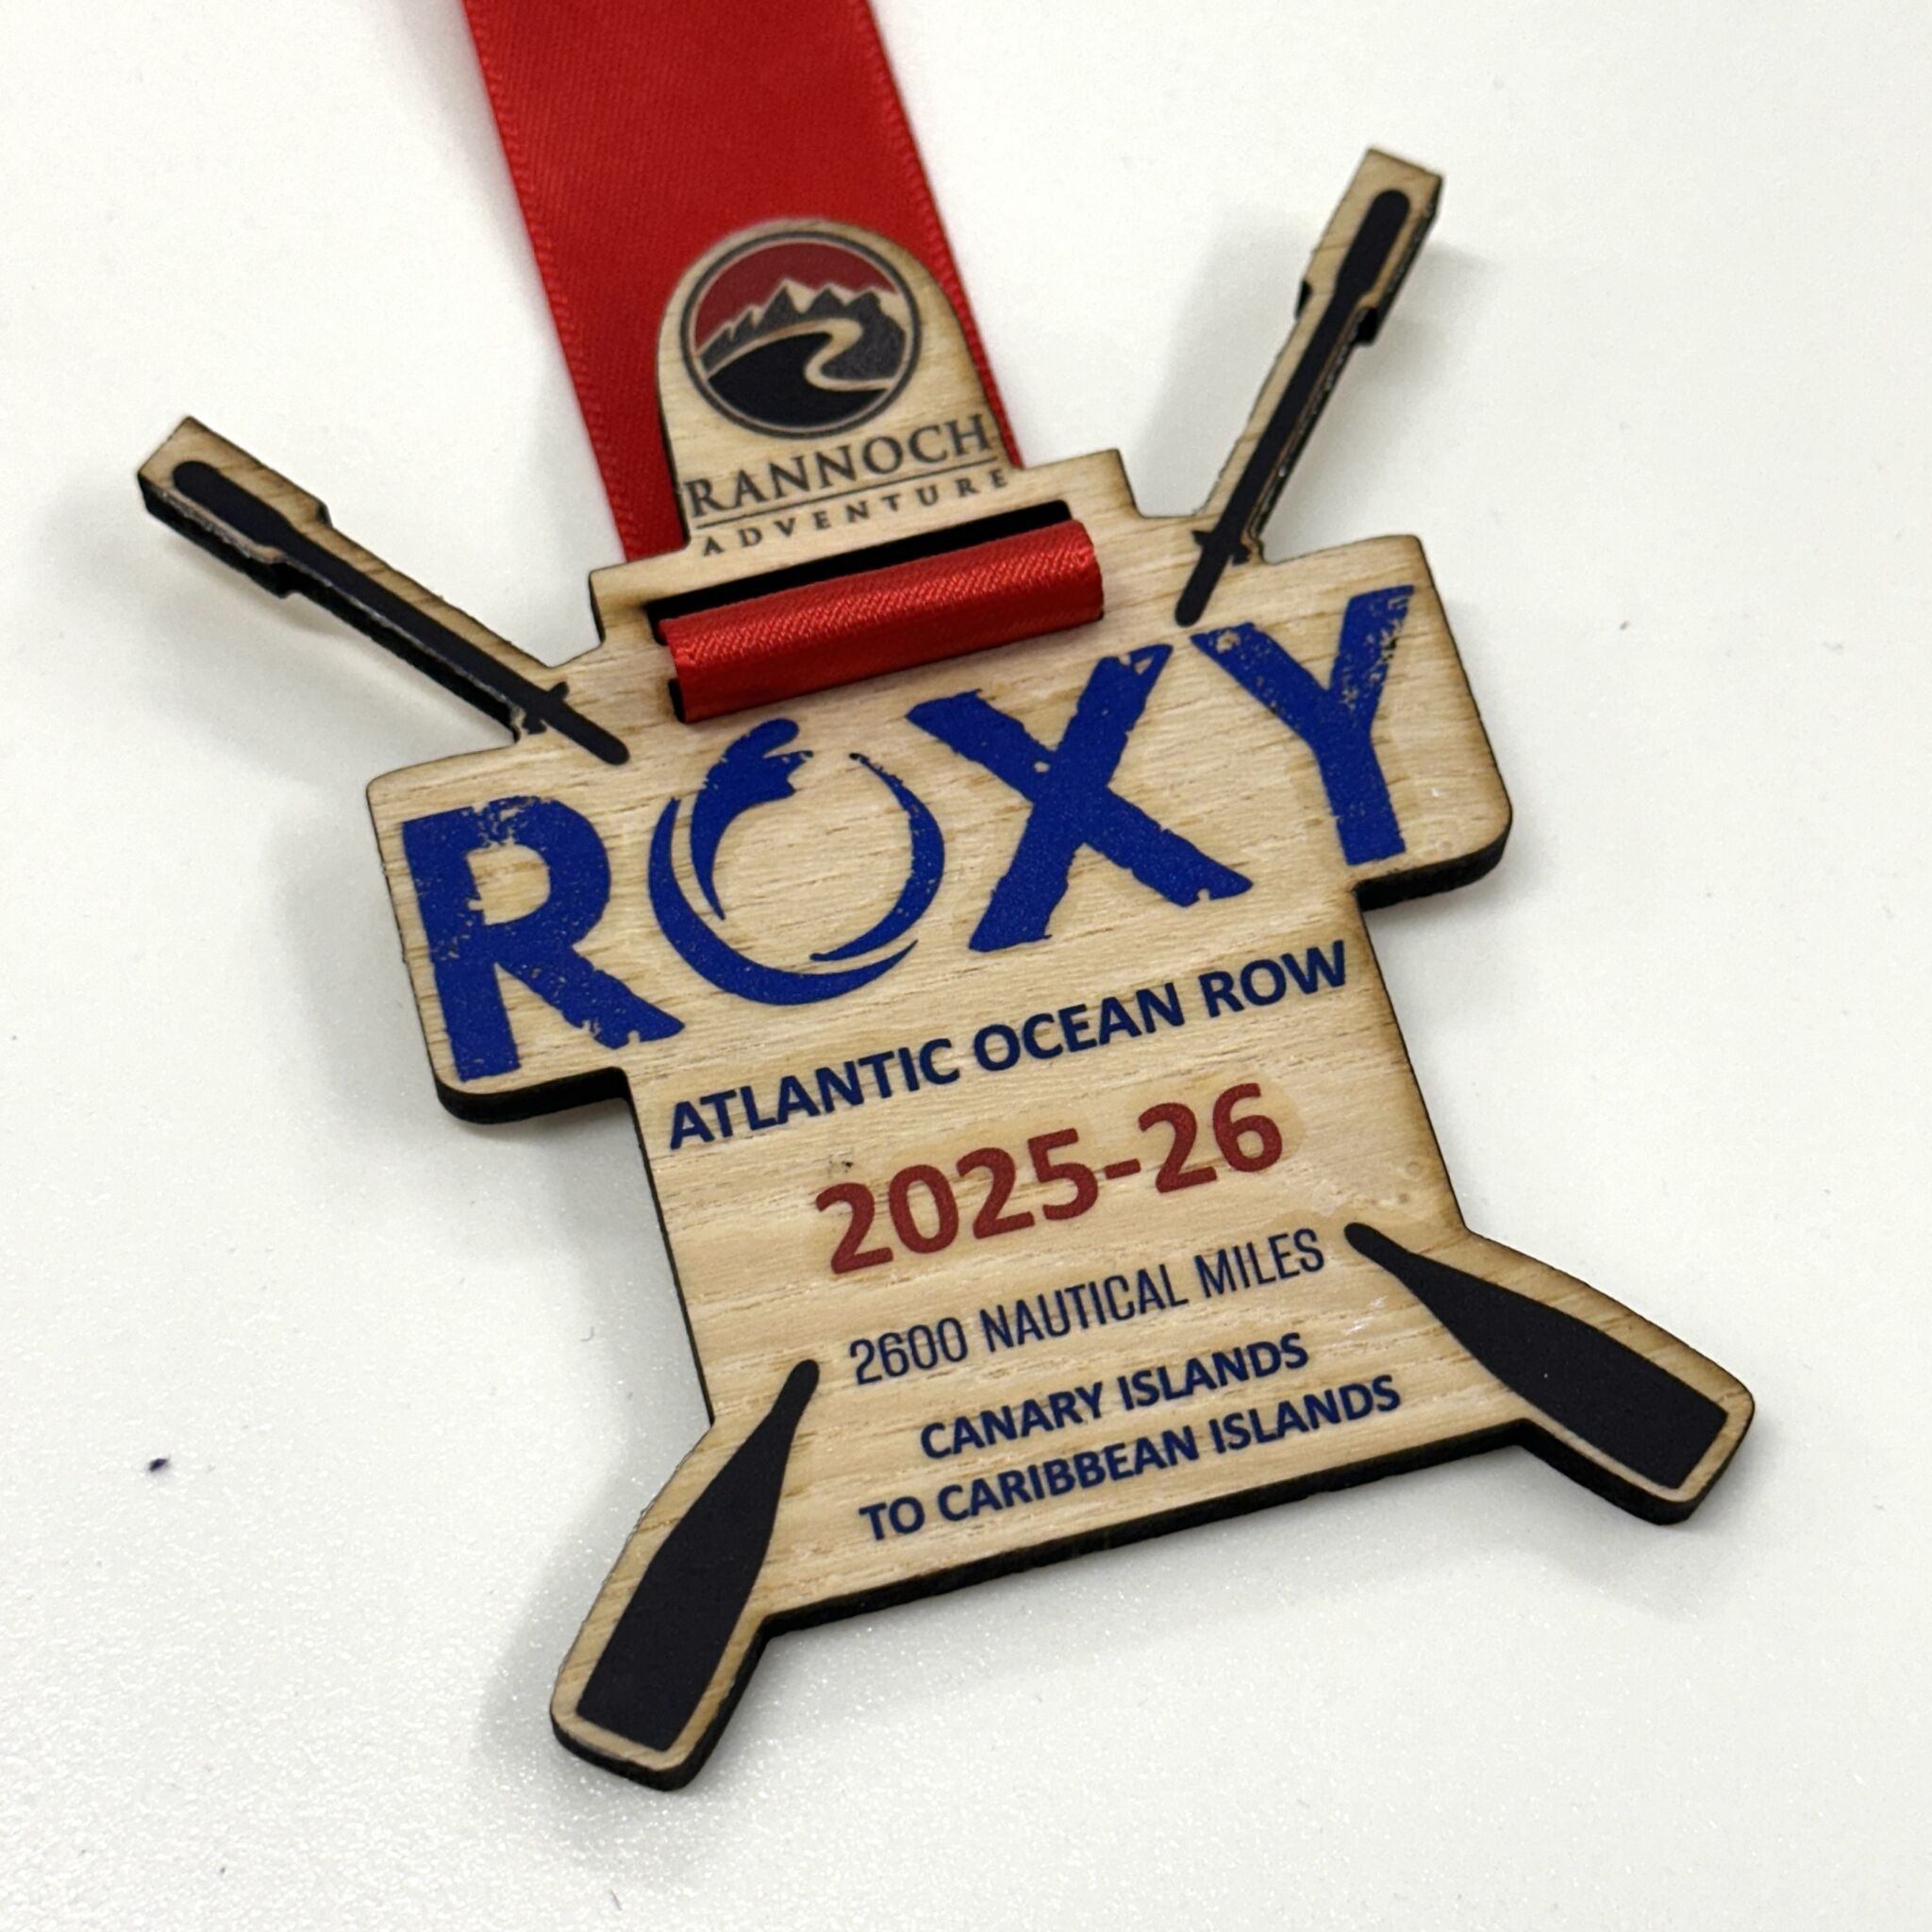 RANNOCH
ADVENTURE
ROXY
ATLANTIC OCEAN ROW
2025-26
2600 NAUTICAL MILES
CANARY ISLANDS
TO CARIBBEAN ISLANDS